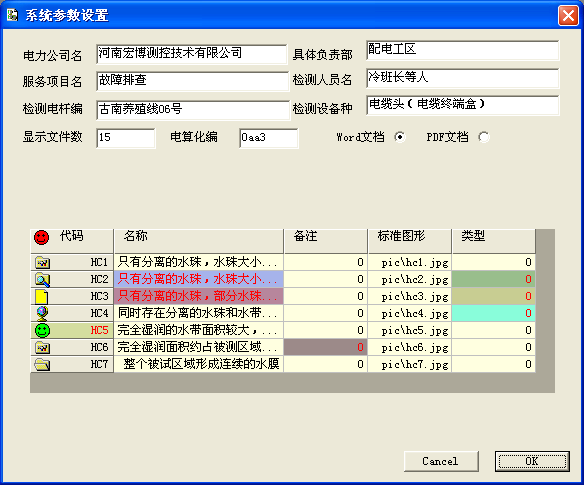 系统参数设置
电力公司名 河南宏博测控技术有限公司 具体负责部 配电工区
服务项目名 故障排查 检测人员名 冷班长等人
检测电杆编 古南养殖线06号 检测设备种 电缆头(电缆终端盒)
显示文件数 15 电算化编 0aa3 Word文档 PDF文档
代码 名称 备注 标准图形 类型
HC1 只有分离的水珠,水珠大小... 0 pic\hc1.jpg 0
HC2 只有分离的水珠,水珠大小... 0 pic\hc2.jpg 0
HC3 只有分离的水珠,部分水珠... 0 pic\hc3.jpg 0
HC4 同时存在分离的水珠和水带... 0 pic\hc4.jpg 0
HC5 完全湿润的水带面积较大,... 0 pic\hc5.jpg 0
HC6 完全湿润面积约占被测区域... 0 pic\hc6.jpg 0
HC7 整个被试区域形成连续的水膜 0 pic\hc7.jpg 0
Cancel OK